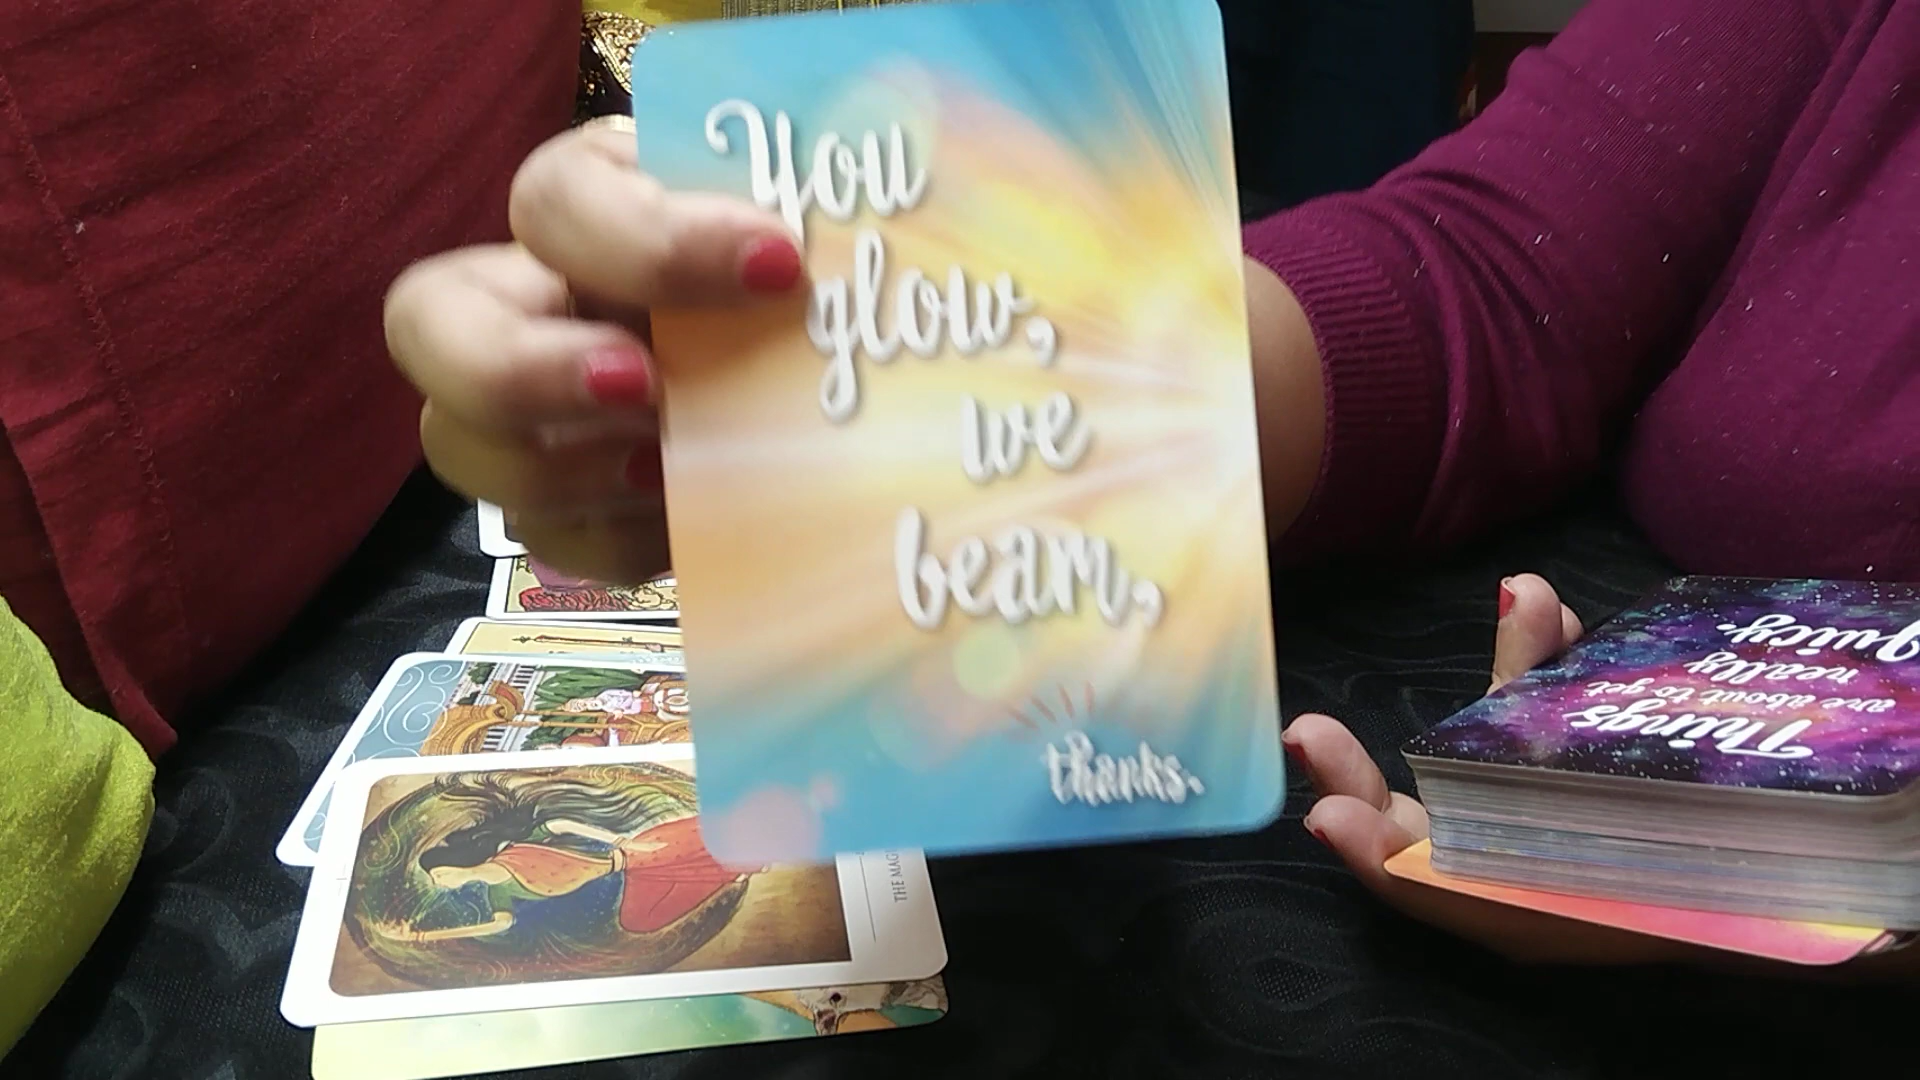 You
glow,
we
beam,
thanks.
Things
are about to get
really
juicy.
THE MAGI